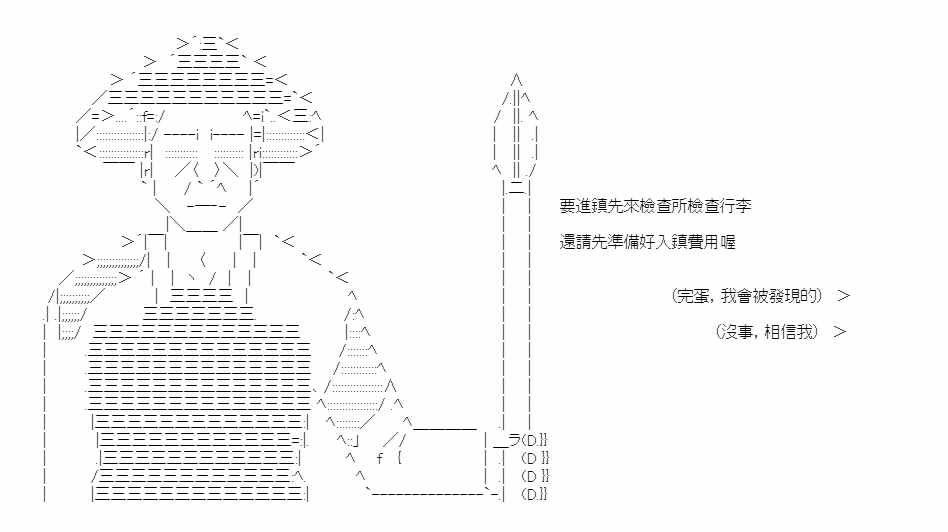 要進鎮先來檢查所檢查行李
還請先準備好入鎮費用喔
(完蛋, 我會被發現的) ＞
(沒事, 相信我) ＞